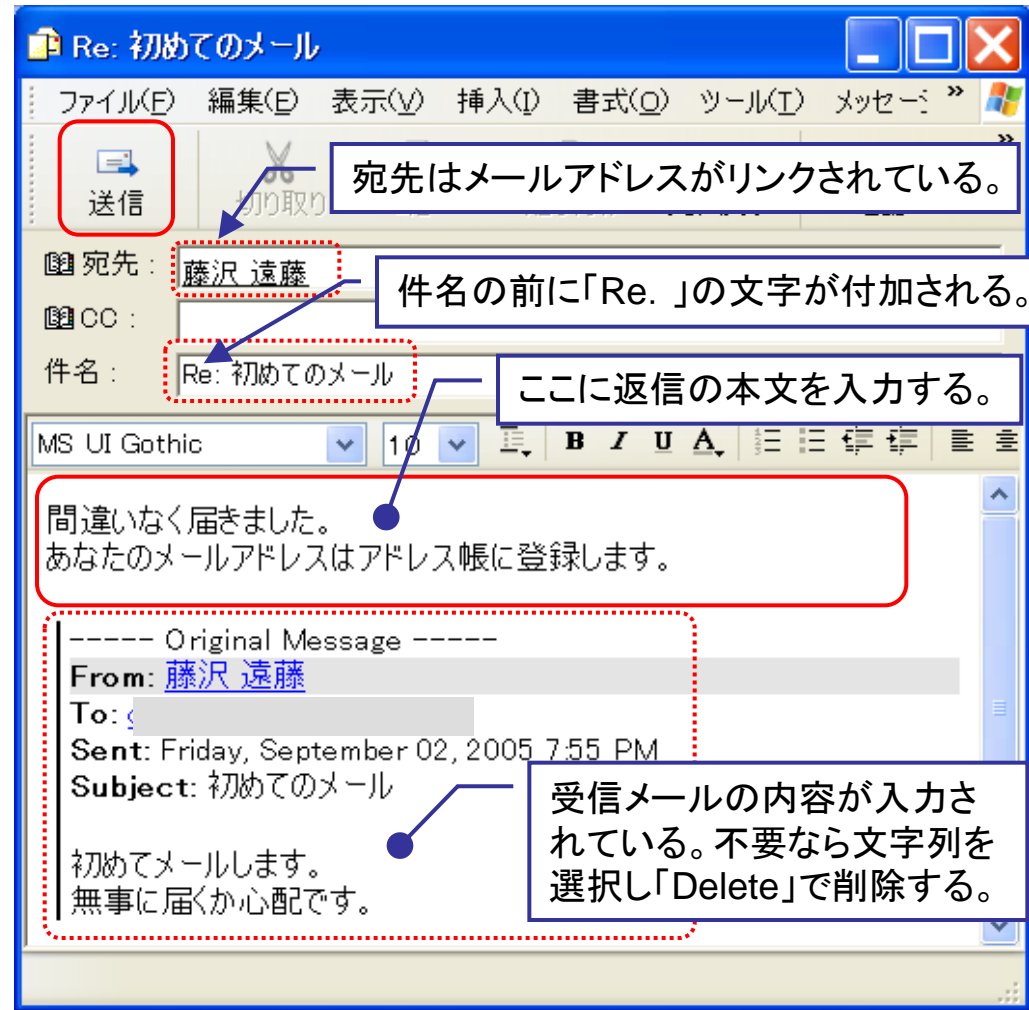 Re: 初めてのメール
ファイル(F) 編集(E) 表示(V) 挿入(I) 書式(O) ツール(T) メッセージ »
»
送信 切り取り
宛先はメールアドレスがリンクされている。
宛先 : 藤沢 遠藤
件名の前に「Re. 」の文字が付加される。
CC :
件名 : Re: 初めてのメール
ここに返信の本文を入力する。
MS UI Gothic 10 B I U A
間違いなく届きました。
あなたのメールアドレスはアドレス帳に登録します。
----- Original Message -----
From: 藤沢 遠藤
To:
Sent: Friday, September 02, 2005 7:55 PM
Subject: 初めてのメール
受信メールの内容が入力さ
れている。不要なら文字列を
選択し「Delete」で削除する。
初めてメールします。
無事に届くか心配です。